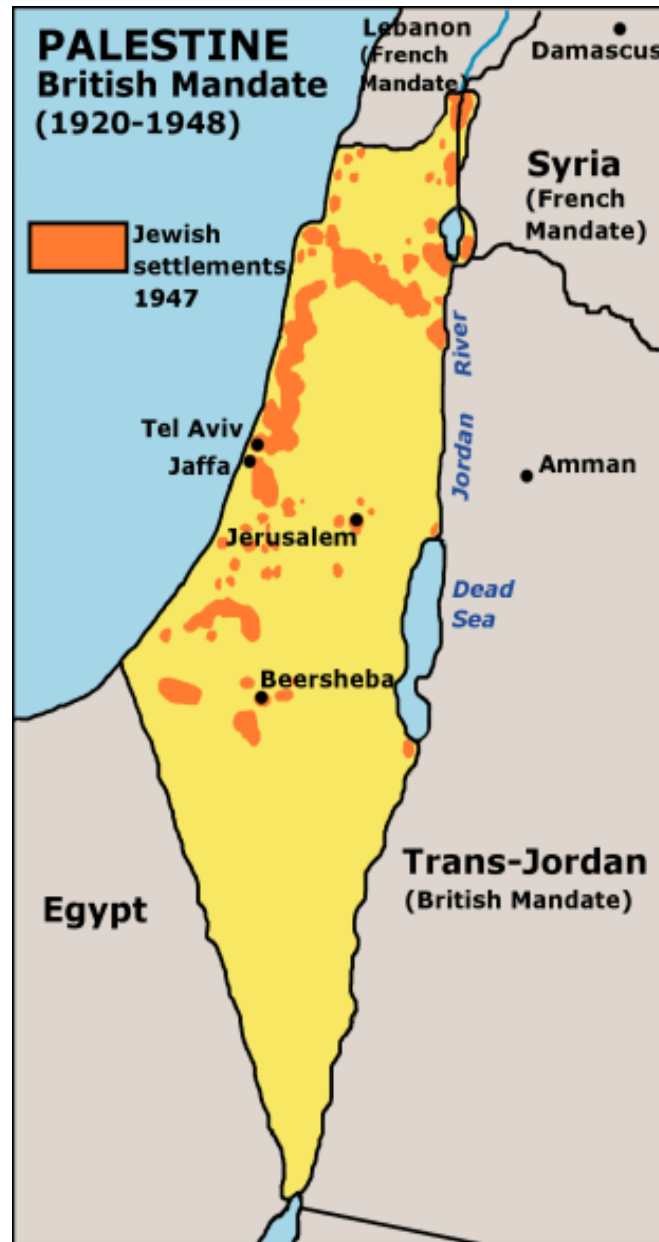 PALESTINE
British Mandate
(1920-1948)
Lebanon
(French
Mandate)
Damascus
Syria
(French
Mandate)
Jewish
settlements
1947
Jordan River
Tel Aviv
Jaffa
Amman
Jerusalem
Dead
Sea
Beersheba
Trans-Jordan
(British Mandate)
Egypt